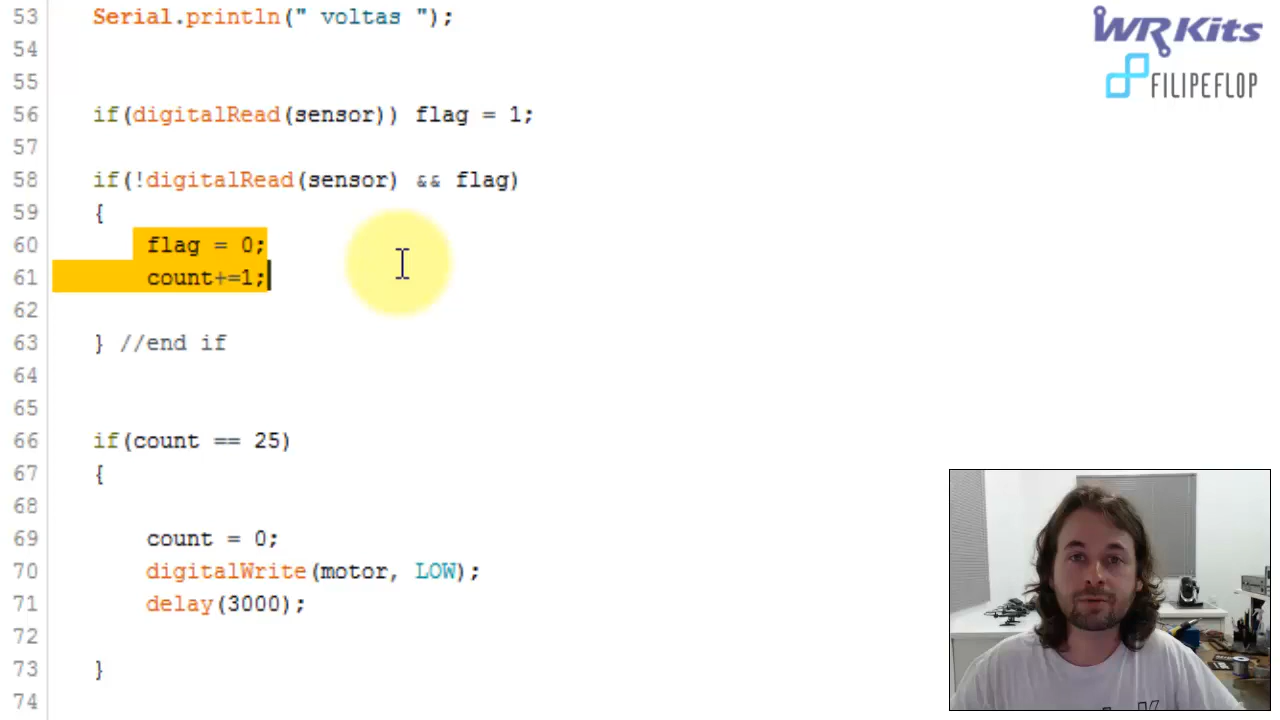 53 Serial.println(" voltas ");
54
55
56 if(digitalRead(sensor)) flag = 1;
57
58 if(!digitalRead(sensor) && flag)
59 {
60 flag = 0;
61 count+=1;
62
63 } //end if
64
65
66 if(count == 25)
67 {
68
69 count = 0;
70 digitalWrite(motor, LOW);
71 delay(3000);
72
73 }
74
WR Kits
FILIPEFLOP